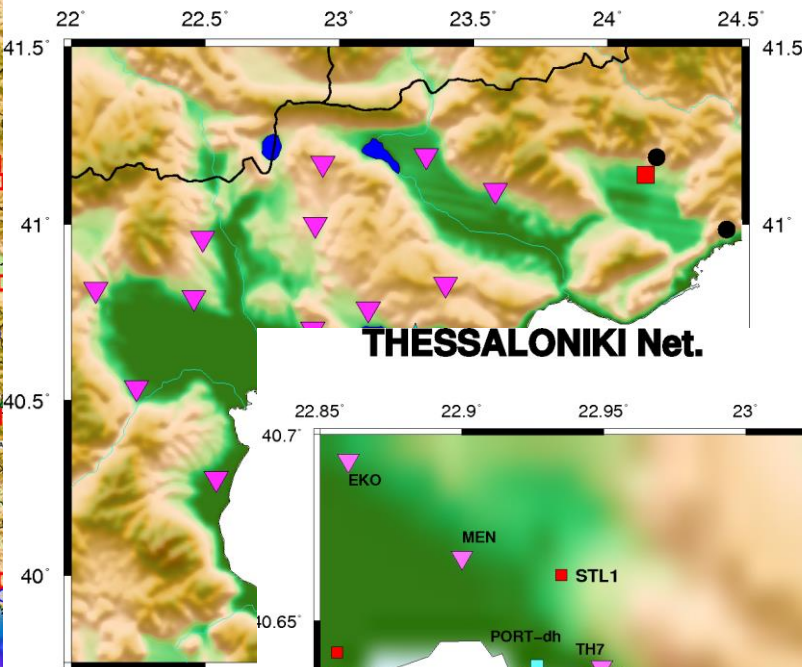 22° 22.5° 23° 23.5° 24° 24.5°
41.5° 41.5°
41° 41°
40.5°
40°
THESSALONIKI Net.
22.85° 22.9° 22.95° 23°
40.7°
EKO
MEN
STL1
40.65°
PORT-dh
TH7